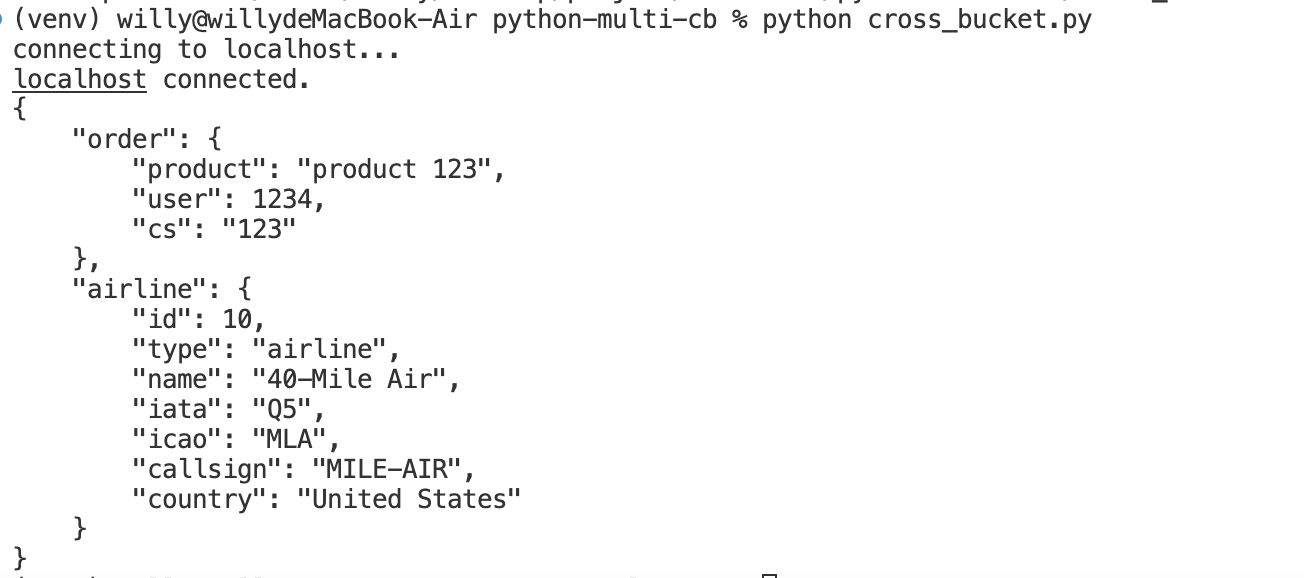 (venv) willy@willydeMacBook-Air python-multi-cb % python cross_bucket.py
connecting to localhost...
localhost connected.
{
    "order": {
        "product": "product 123",
        "user": 1234,
        "cs": "123"
    },
    "airline": {
        "id": 10,
        "type": "airline",
        "name": "40-Mile Air",
        "iata": "Q5",
        "icao": "MLA",
        "callsign": "MILE-AIR",
        "country": "United States"
    }
}